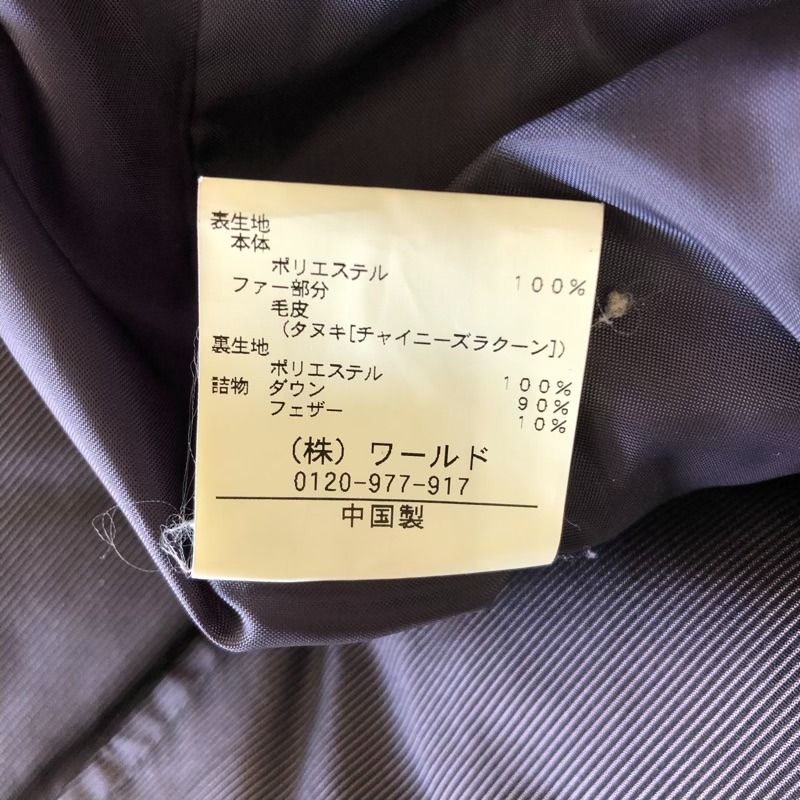 表生地
本体
ポリエステル 100%
ファー部分
毛皮
(タヌキ[チャイニーズラクーン])
裏生地
ポリエステル 100%
詰物 ダウン 90%
フェザー 10%
(株) ワールド
0120-977-917
中国製